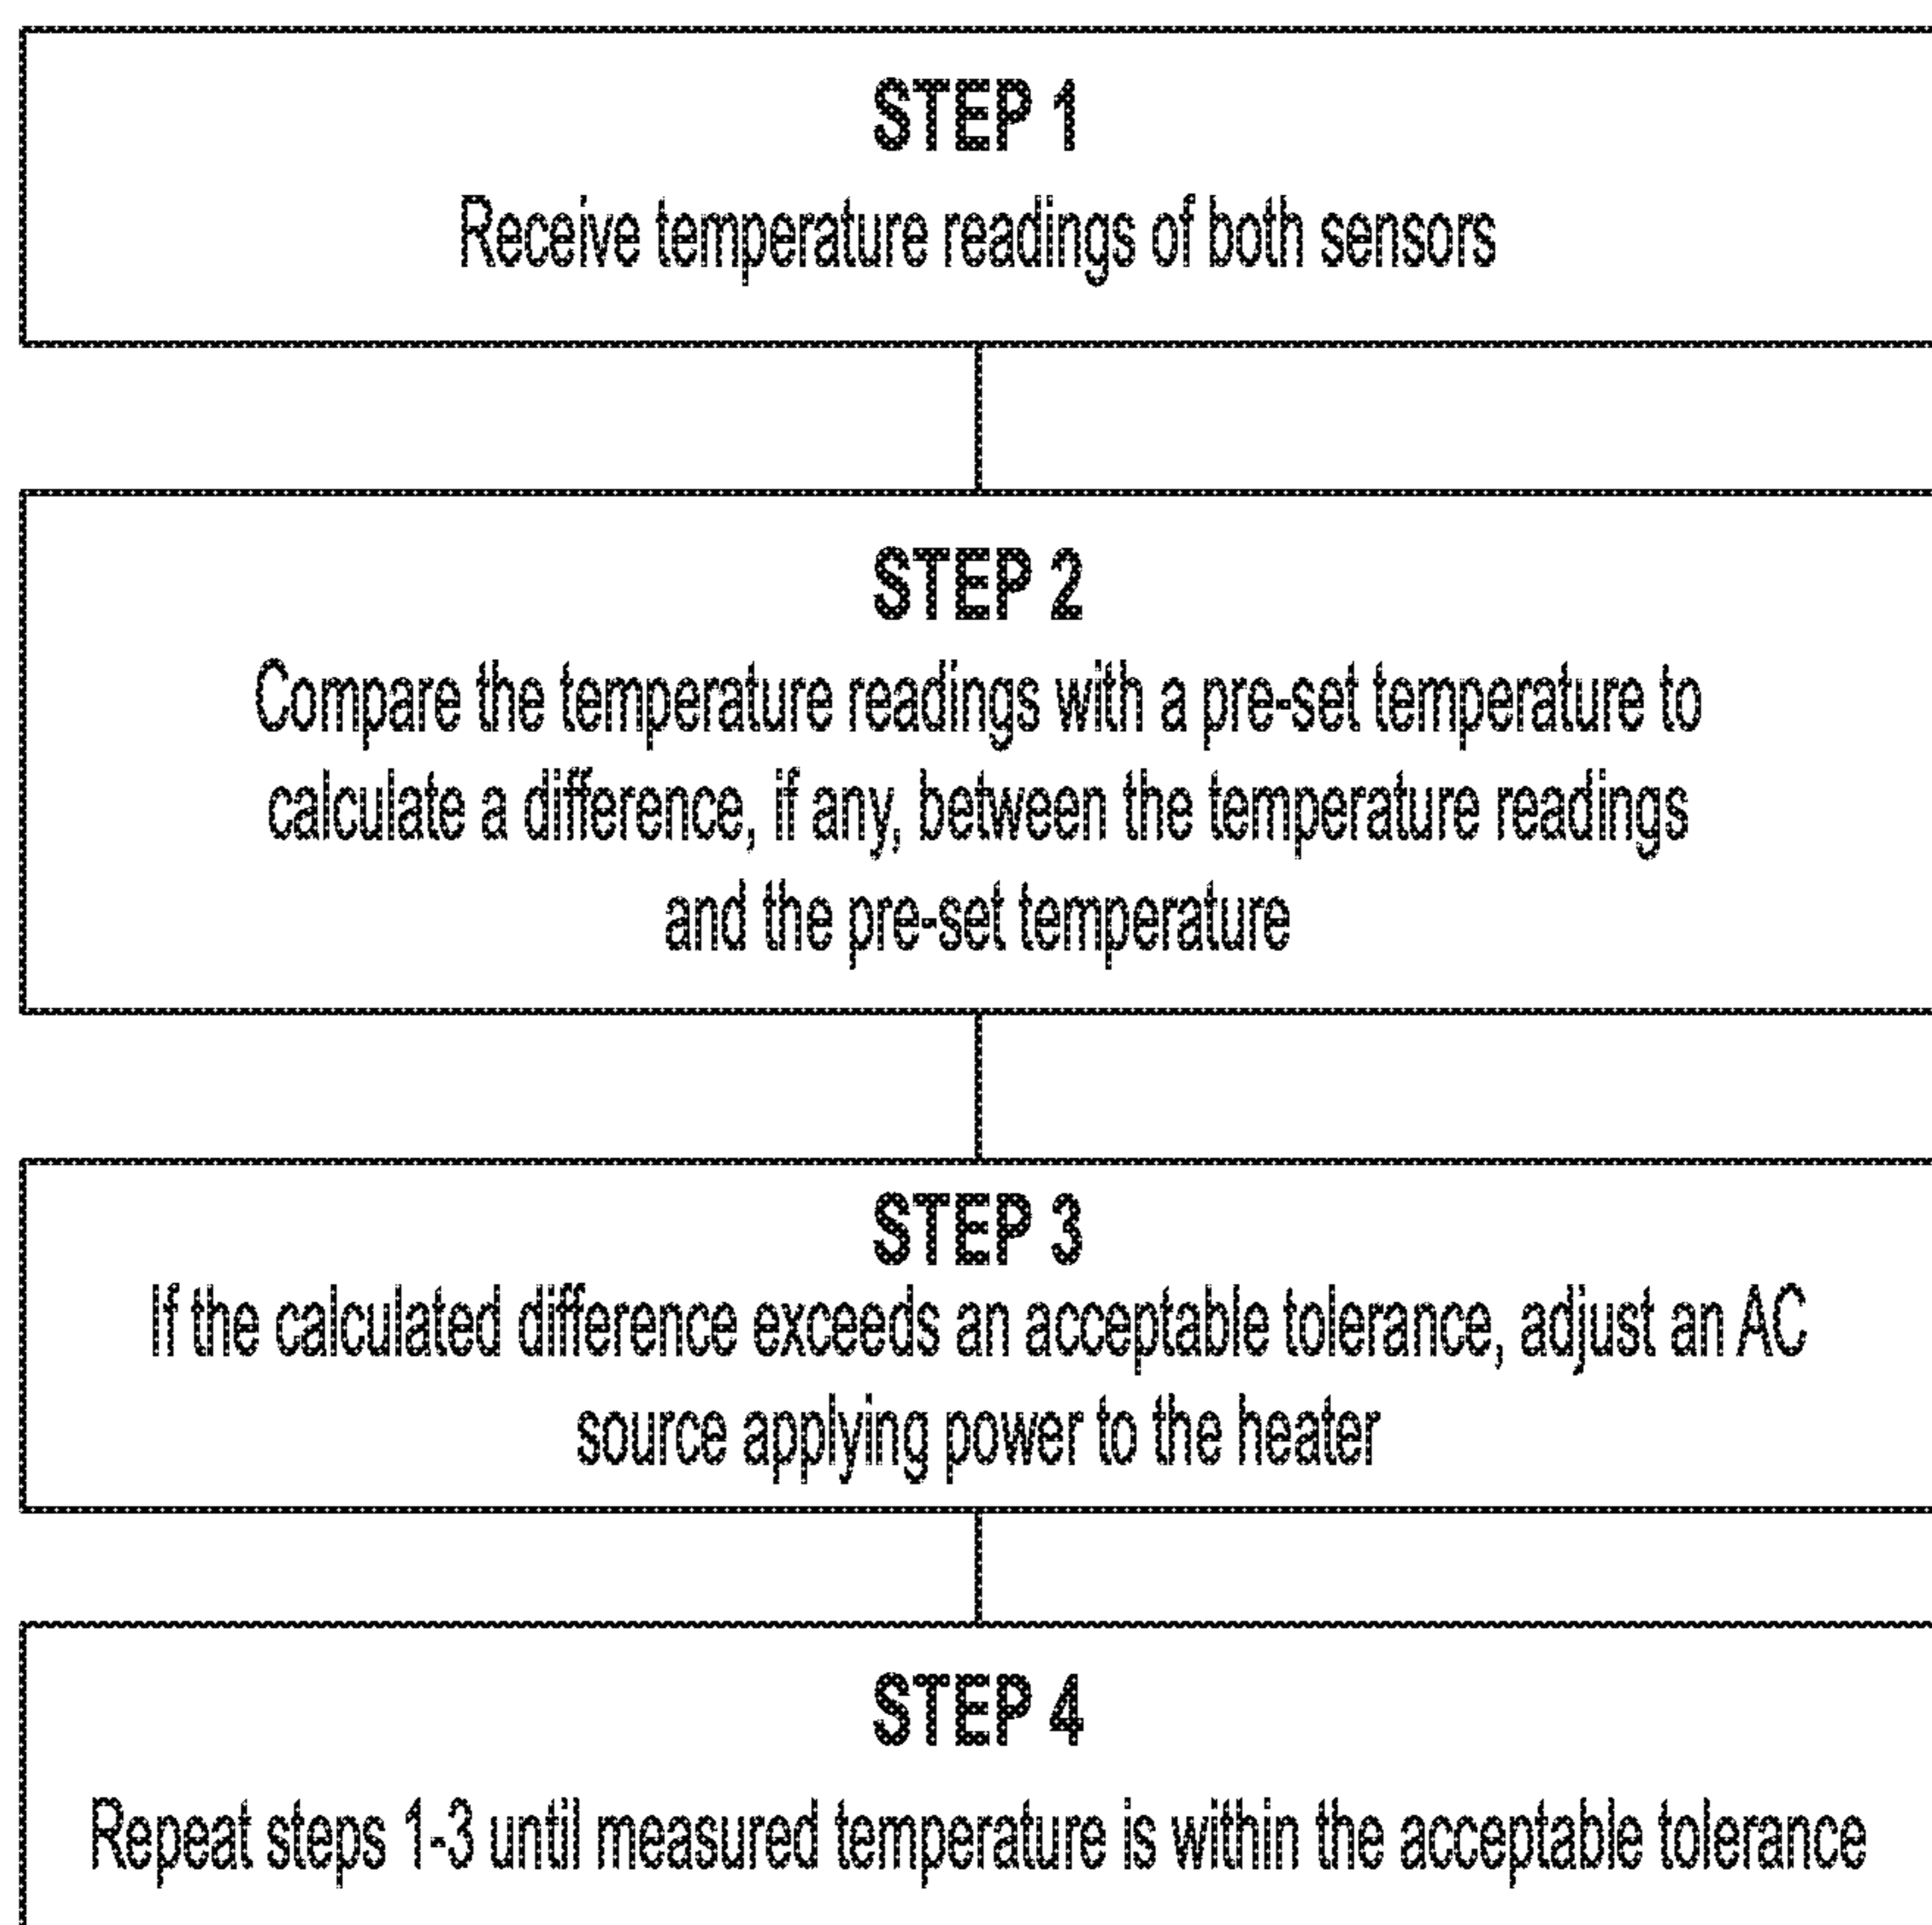 STEP 1
Receive temperature readings of both sensors
STEP 2
Compare the temperature readings with a pre-set temperature to
calculate a difference, if any, between the temperature readings
and the pre-set temperature
STEP 3
If the calculated difference exceeds an acceptable tolerance, adjust an AC
source applying power to the heater
STEP 4
Repeat steps 1-3 until measured temperature is within the acceptable tolerance